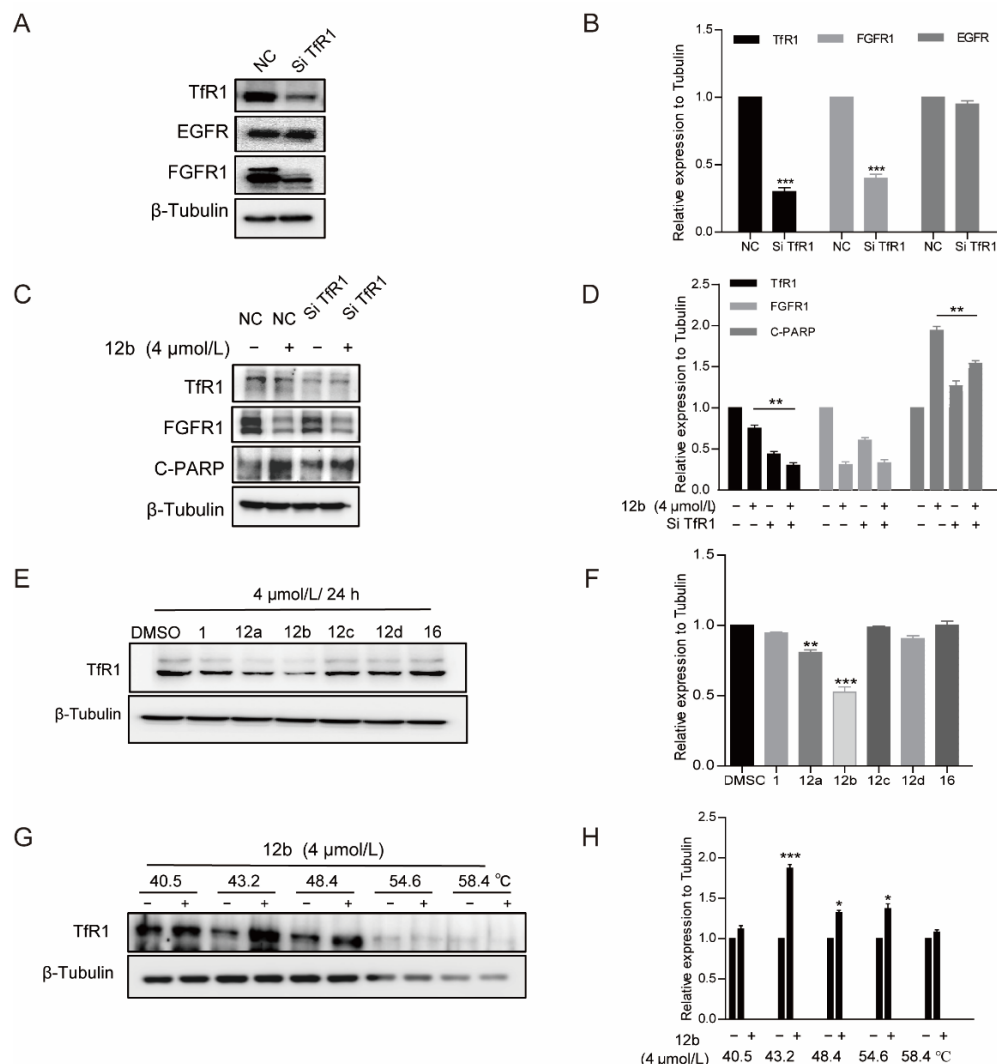 A
NC
Si TfR1
TfR1
EGFR
FGFR1
β-Tubulin
B
Relative expression to Tubulin
TfR1 FGFR1 EGFR
1.5
1.0
0.5
0.0
*** ***
NC Si TfR1 NC Si TfR1 NC Si TfR1
C
NC NC Si TfR1 Si TfR1
12b (4 μmol/L) – + – +
TfR1
FGFR1
C-PARP
β-Tubulin
D
Relative expression to Tubulin
TfR1
FGFR1
C-PARP
2.5
2.0
1.5
1.0
0.5
0.0
** **
12b (4 μmol/L) – + – + – + – + – + – +
Si TfR1 – – + + – – + + – – + +
E
4 μmol/L/ 24 h
DMSO 1 12a 12b 12c 12d 16
TfR1
β-Tubulin
F
Relative expression to Tubulin
1.5
1.0
0.5
0.0
** ***
DMSC 1 12a 12b 12c 12d 16
G
12b (4 μmol/L)
40.5 43.2 48.4 54.6 58.4 ℃
– + – + – + – + – +
TfR1
β-Tubulin
H
Relative expression to Tubulin
2.5
2.0
1.5
1.0
0.5
0.0
*** * *
12b – + – + – + – + – +
(4 μmol/L) 40.5 43.2 48.4 54.6 58.4 ℃